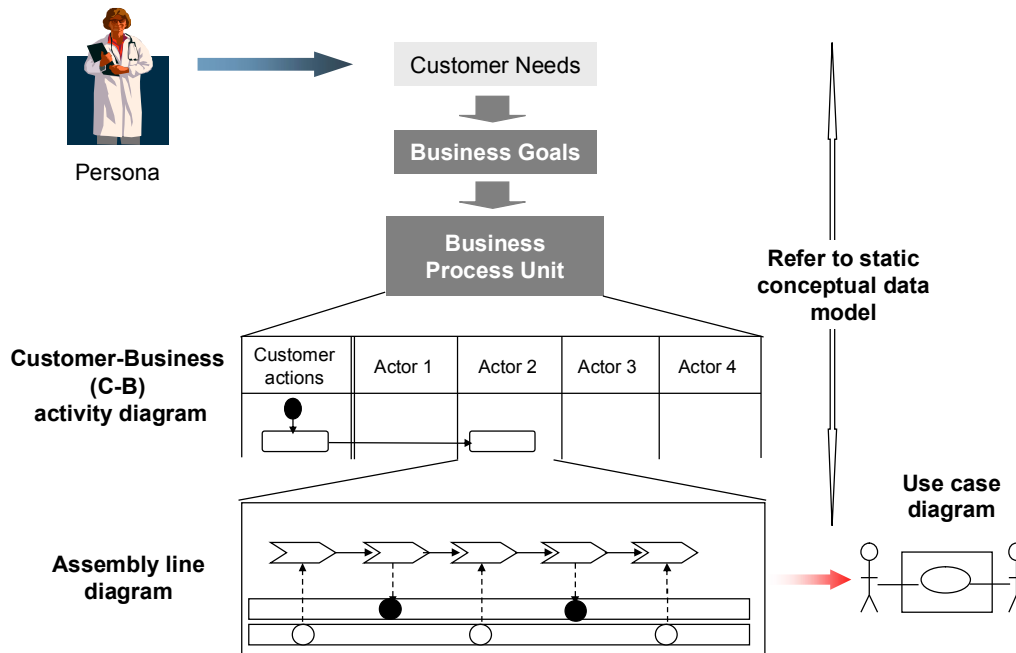 Customer Needs
Persona
Business Goals
Business
Process Unit
Refer to static
conceptual data
model
Customer-Business
(C-B)
activity diagram
Customer
actions
Actor 1
Actor 2
Actor 3
Actor 4
Use case
diagram
Assembly line
diagram